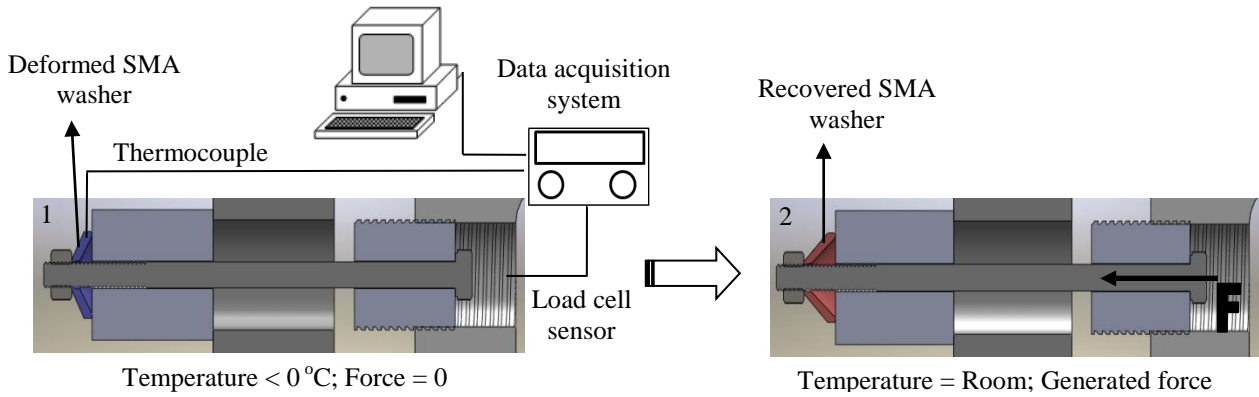 Deformed SMA
washer
Thermocouple
Data acquisition
system
Load cell
sensor
1
Temperature < 0 °C; Force = 0
Recovered SMA
washer
2
F
Temperature = Room; Generated force